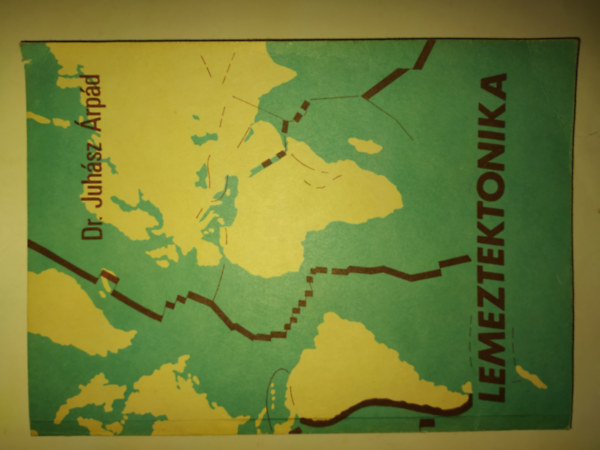 Dr. Juhász Árpád
LEMEZTEKTONIKA